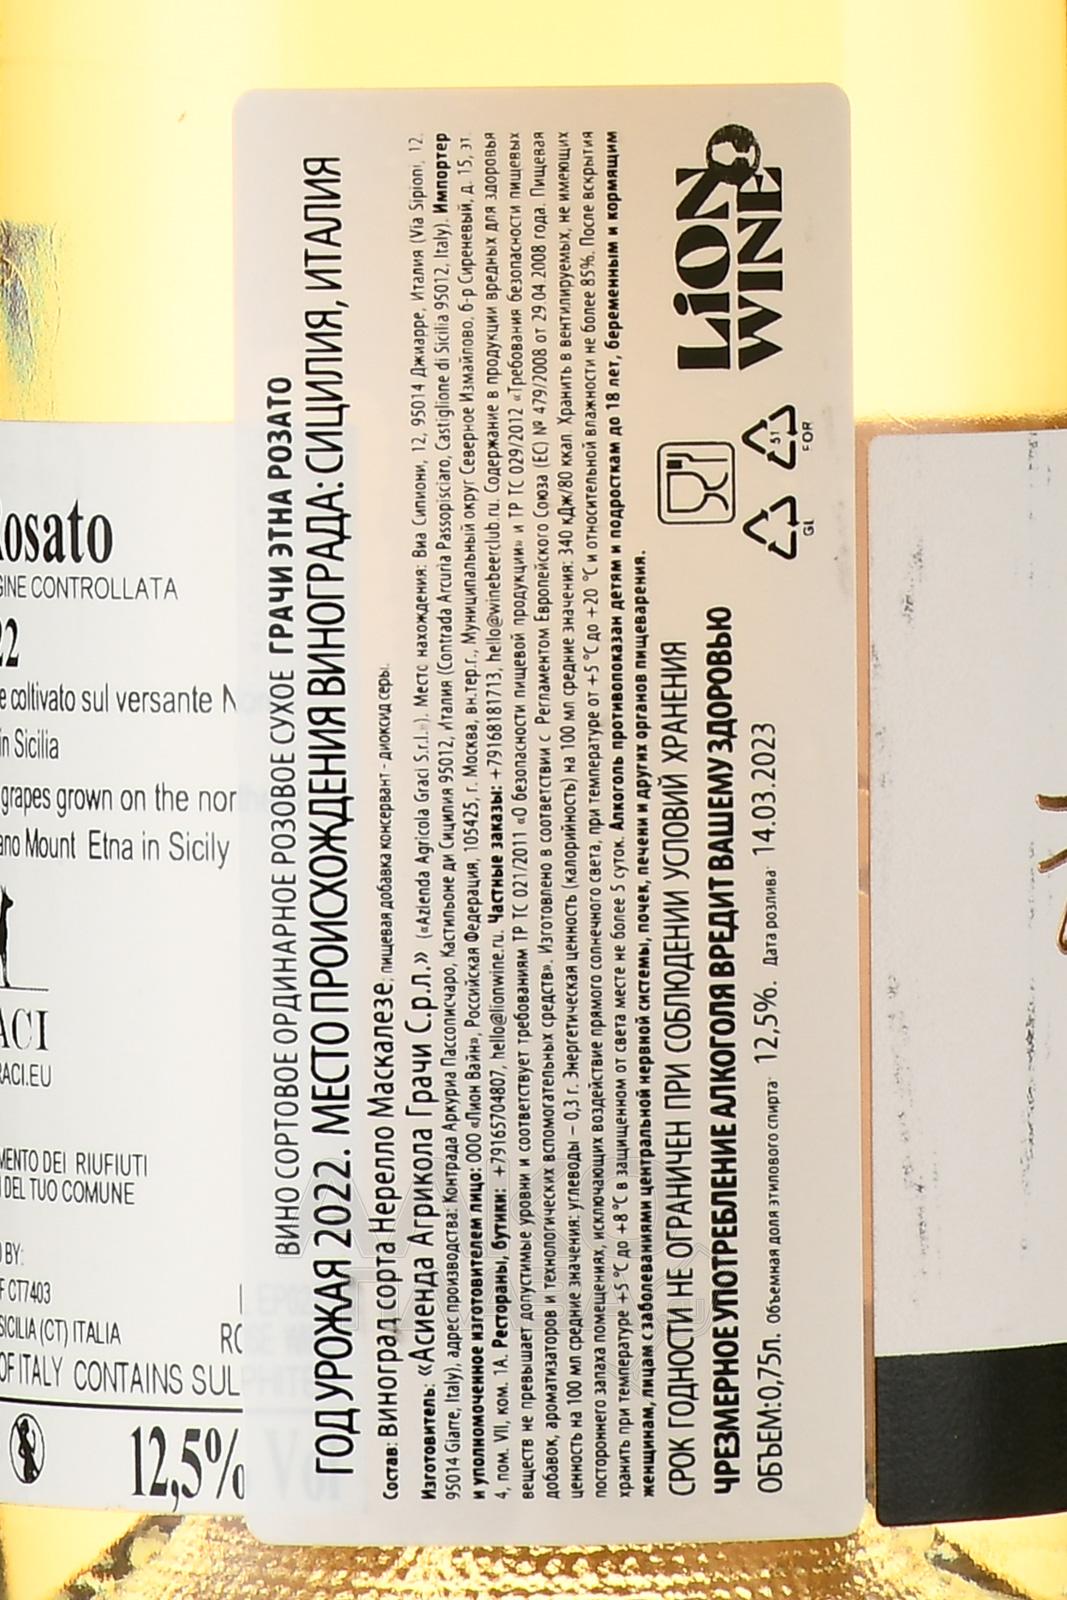 ВИНО СОРТОВОЕ ОРДИНАРНОЕ РОЗОВОЕ СУХОЕ ГРАЧИ ЭТНА РОЗАТО
ГОД УРОЖАЯ 2022. МЕСТО ПРОИСХОЖДЕНИЯ ВИНОГРАДА: СИЦИЛИЯ, ИТАЛИЯ
Состав: Виноград сорта Нерелло Маскалезе, пищевая добавка консервант - диоксид серы.
Изготовитель: «Асиенда Агрикола Грачи С.р.л.» («Azienda Agricola Graci S.r.l.»). Место нахождения: Виа Сипиони, 12, 95014 Джиарре, Италия (Via Sipioni, 12,
95014 Giarre, Italy), адрес производства: Контрада Аркуриа Пассописчаро, Кастильоне ди Сицилия 95012, Италия (Contrada Arcuria Passopisciaro, Castiglione di Sicilia 95012, Italy). Импортер
и уполномоченное изготовителем лицо: ООО «Лион Вайн», Российская Федерация, 105425, г. Москва, вн.тер.г., Муниципальный округ Северное Измайлово, б-р Сиреневый, д. 15, эт.
4, пом. VII, ком. 1А. Рестораны, бутики: +79165704807, hello@lionwine.ru. Частные заказы: +79168181713, hello@winebeerclub.ru. Содержание в продукции вредных для здоровья
веществ не превышает допустимые уровни и соответствует требованиям ТР ТС 021/2011 «О безопасности пищевой продукции» и ТР ТС 029/2012 «Требования безопасности пищевых
добавок, ароматизаторов и технологических вспомогательных средств». Изготовлено в соответствии с Регламентом Европейского Союза (ЕС) № 479/2008 от 29.04.2008 года. Пищевая
ценность на 100 мл средние значения: углеводы – 0,3 г. Энергетическая ценность (калорийность) на 100 мл средние значения: 340 кДж/80 ккал. Хранить в вентилируемых, не имеющих
постороннего запаха помещениях, исключающих воздействие прямого солнечного света, при температуре от +5 °С до +20 °С и относительной влажности не более 85%. После вскрытия
хранить при температуре +5 °С до +8 °С в защищенном от света месте не более 5 суток. Алкоголь противопоказан детям и подросткам до 18 лет, беременным и кормящим
женщинам, лицам с заболеваниями центральной нервной системы, почек, печени и других органов пищеварения.
СРОК ГОДНОСТИ НЕ ОГРАНИЧЕН ПРИ СОБЛЮДЕНИИ УСЛОВИЙ ХРАНЕНИЯ
ЧРЕЗМЕРНОЕ УПОТРЕБЛЕНИЕ АЛКОГОЛЯ ВРЕДИТ ВАШЕМУ ЗДОРОВЬЮ
ОБЪЕМ:0,75л. Объемная доля этилового спирта: 12,5%. Дата розлива: 14.03.2023
GL
51
FOR
LiON
WINE
Rosato
GINE CONTROLLATA
22
e coltivato sul versante N
in Sicilia
grapes grown on the nor
ano Mount Etna in Sicily
ACI
RACI.EU
MENTO DEI RIUFIUTI
I DEL TUO COMUNE
D BY:
F CT7403
SICILIA (CT) ITALIA
RO
OF ITALY CONTAINS SUL
12,5%